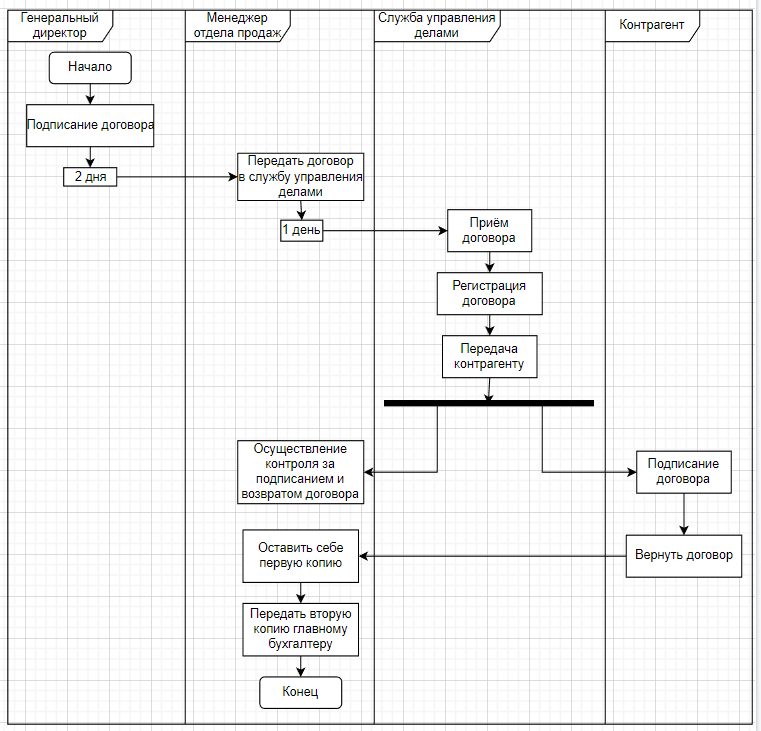 Генеральный
директор
Менеджер
отдела продаж
Служба управления
делами
Контрагент
Начало
Подписание договора
2 дня
Передать договор
в службу управления
делами
1 день
Приём
договора
Регистрация
договора
Передача
контрагенту
Осуществление
контроля за
подписанием и
возвратом договора
Подписание
договора
Оставить себе
первую копию
Вернуть договор
Передать вторую
копию главному
бухгалтеру
Конец